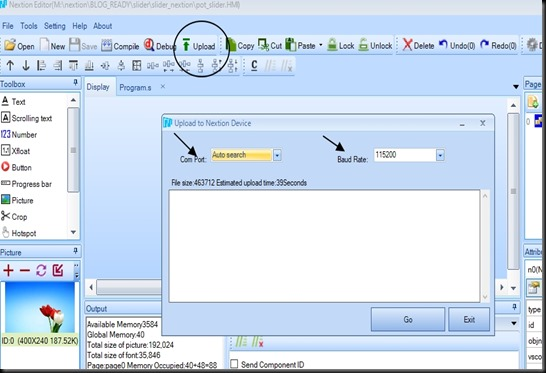 Nextion Editor(M:\nextion\BLOG_READY\slider\slider_nextion\pot_slider.HMI)
File Tools Setting Help About
Open New Save Compile Debug Upload Copy Cut Paste Lock Unlock Delete Undo(0) Redo(0)
Toolbox
Text
Scrolling text
Number
Xfloat
Button
Progress bar
Picture
Crop
Hotspot
Picture
ID:0 (400X240 187.52K)
Display Program.s x
Upload to Nextion Device
Com Port: Auto search
Baud Rate: 115200
File size:463712 Estimated upload time:39Seconds
Go Exit
Output
Available Memory3584
Global Memory:40
Total size of picture:192,024
Total size of font:35,846
Page:page0 Memory Occupied:40+48+88
Send Component ID
Page
0
n0(N
type
id
objn
vsco